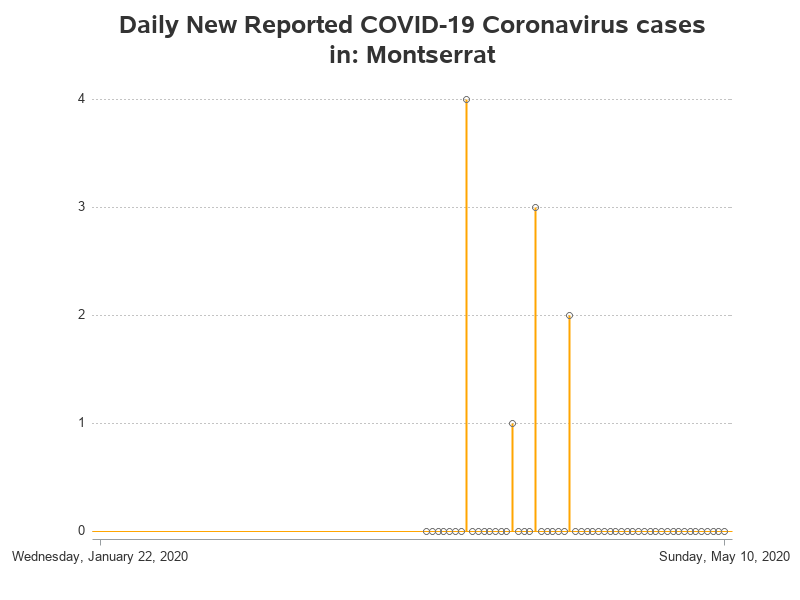 Daily New Reported COVID-19 Coronavirus cases
in: Montserrat
4
3
2
1
0
Wednesday, January 22, 2020
Sunday, May 10, 2020